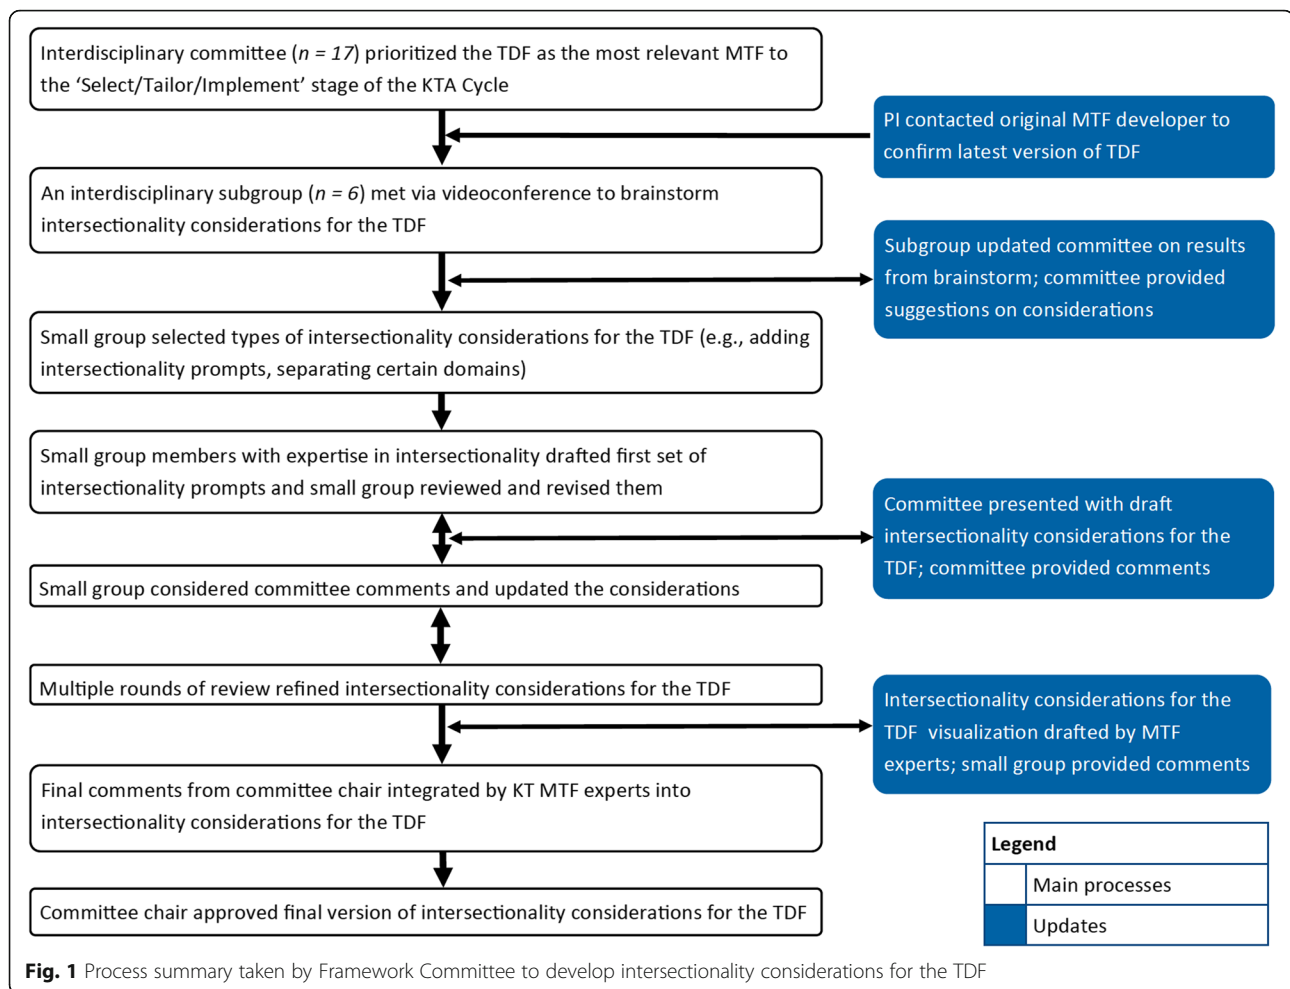 Interdisciplinary committee (n = 17) prioritized the TDF as the most relevant MTF to
the ‘Select/Tailor/Implement’ stage of the KTA Cycle
PI contacted original MTF developer to
confirm latest version of TDF
An interdisciplinary subgroup (n = 6) met via videoconference to brainstorm
intersectionality considerations for the TDF
Subgroup updated committee on results
from brainstorm; committee provided
suggestions on considerations
Small group selected types of intersectionality considerations for the TDF (e.g., adding
intersectionality prompts, separating certain domains)
Small group members with expertise in intersectionality drafted first set of
intersectionality prompts and small group reviewed and revised them
Committee presented with draft
intersectionality considerations for the
TDF; committee provided comments
Small group considered committee comments and updated the considerations
Multiple rounds of review refined intersectionality considerations for the TDF
Intersectionality considerations for the
TDF visualization drafted by MTF
experts; small group provided comments
Final comments from committee chair integrated by KT MTF experts into
intersectionality considerations for the TDF
Committee chair approved final version of intersectionality considerations for the TDF
Legend
Main processes
Updates
Fig. 1 Process summary taken by Framework Committee to develop intersectionality considerations for the TDF